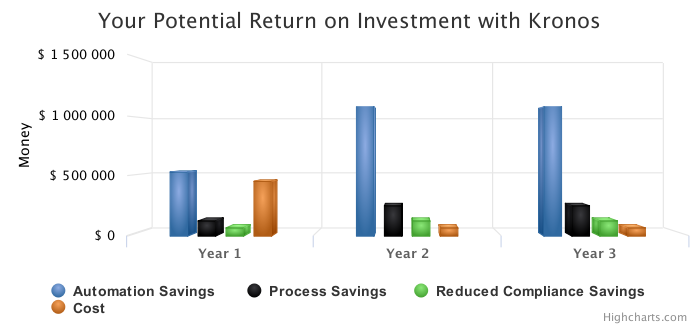 Your Potential Return on Investment with Kronos
$ 1 500 000
$ 1 000 000
$ 500 000
$ 0
Money
Year 1 Year 2 Year 3
Automation Savings Process Savings Reduced Compliance Savings
Cost
Highcharts.com